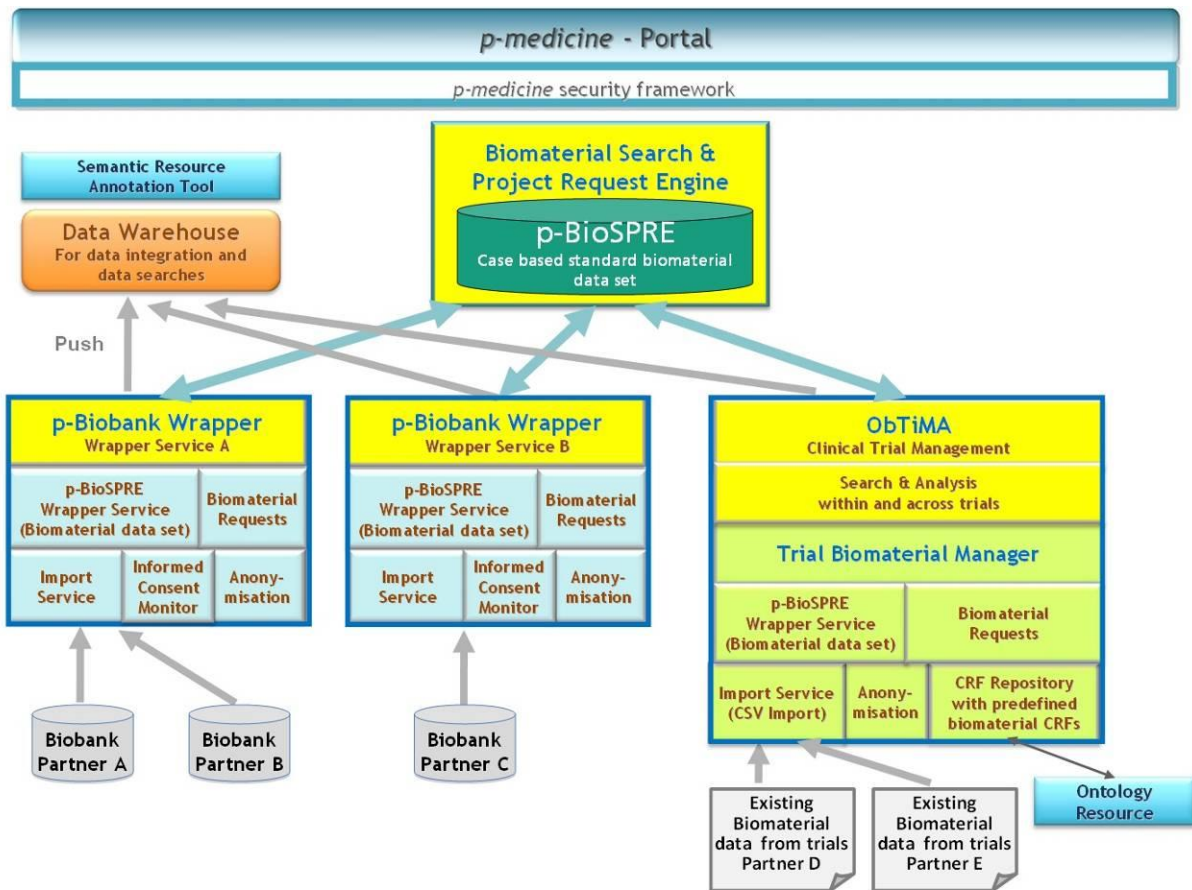 p-medicine - Portal
p-medicine security framework
Semantic Resource
Annotation Tool
Data Warehouse
For data integration and
data searches
Biomaterial Search &
Project Request Engine
p-BioSPRE
Case based standard biomaterial
data set
Push
p-Biobank Wrapper
Wrapper Service A
p-BioSPRE
Wrapper Service
(Biomaterial data set)
Biomaterial
Requests
Import
Service
Informed
Consent
Monitor
Anony-
misation
p-Biobank Wrapper
Wrapper Service B
p-BioSPRE
Wrapper Service
(Biomaterial data set)
Biomaterial
Requests
Import
Service
Informed
Consent
Monitor
Anony-
misation
ObTiMA
Clinical Trial Management
Search & Analysis
within and across trials
Trial Biomaterial Manager
p-BioSPRE
Wrapper Service
(Biomaterial data set)
Biomaterial
Requests
Import Service
(CSV Import)
Anony-
misation
CRF Repository
with predefined
biomaterial CRFs
Biobank
Partner A
Biobank
Partner B
Biobank
Partner C
Existing
Biomaterial
data from trials
Partner D
Existing
Biomaterial
data from trials
Partner E
Ontology
Resource